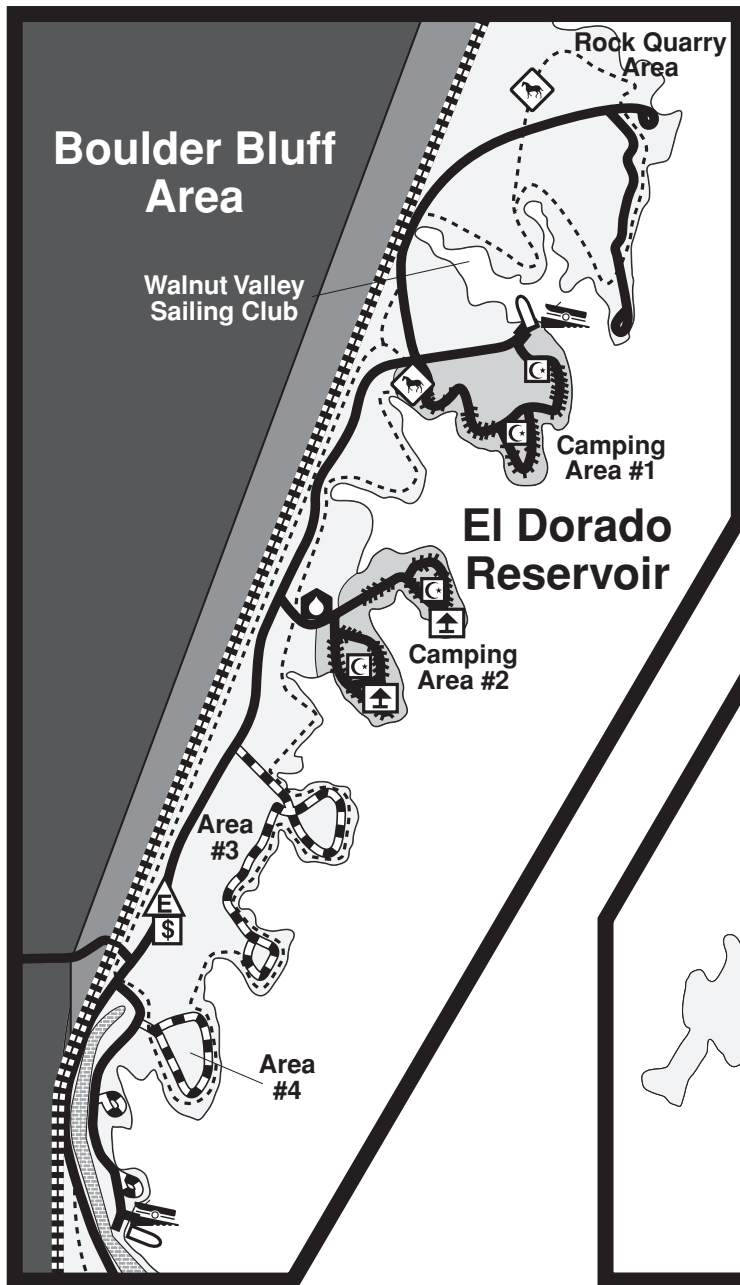 Rock Quarry
Area
Boulder Bluff
Area
Walnut Valley
Sailing Club
Camping
Area #1
El Dorado
Reservoir
Camping
Area #2
Area
#3
E
$
Area
#4